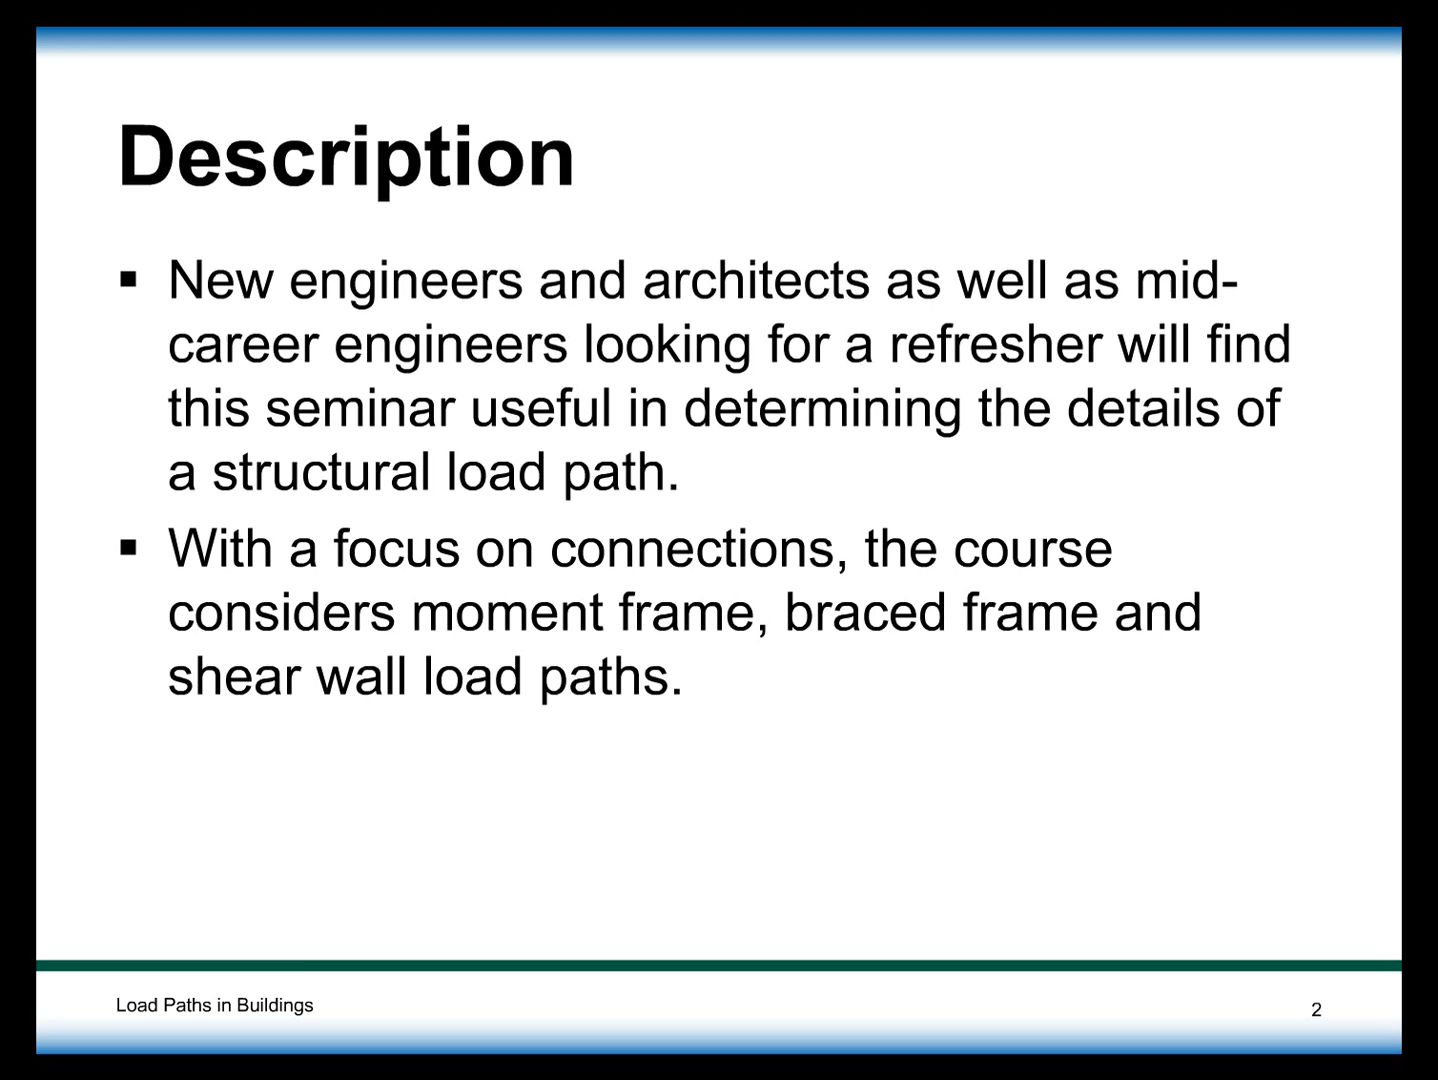 Description
▪ New engineers and architects as well as mid-
career engineers looking for a refresher will find
this seminar useful in determining the details of
a structural load path.
▪ With a focus on connections, the course
considers moment frame, braced frame and
shear wall load paths.
Load Paths in Buildings
2